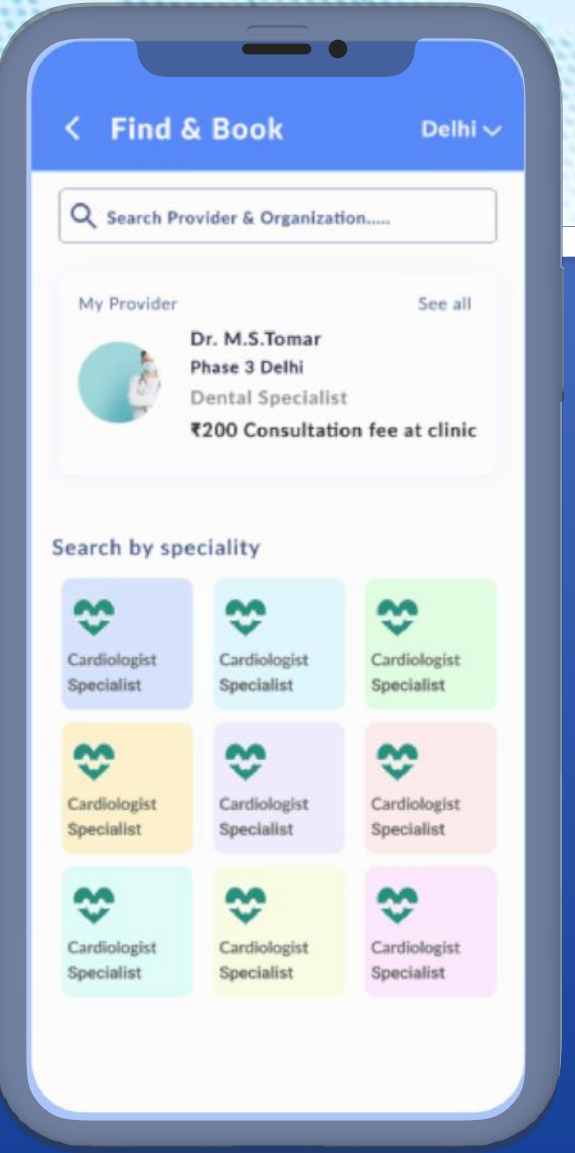 Find & Book
Delhi
Search Provider & Organization.....
My Provider
See all
Dr. M.S.Tomar
Phase 3 Delhi
Dental Specialist
₹200 Consultation fee at clinic
Search by speciality
Cardiologist
Specialist
Cardiologist
Specialist
Cardiologist
Specialist
Cardiologist
Specialist
Cardiologist
Specialist
Cardiologist
Specialist
Cardiologist
Specialist
Cardiologist
Specialist
Cardiologist
Specialist